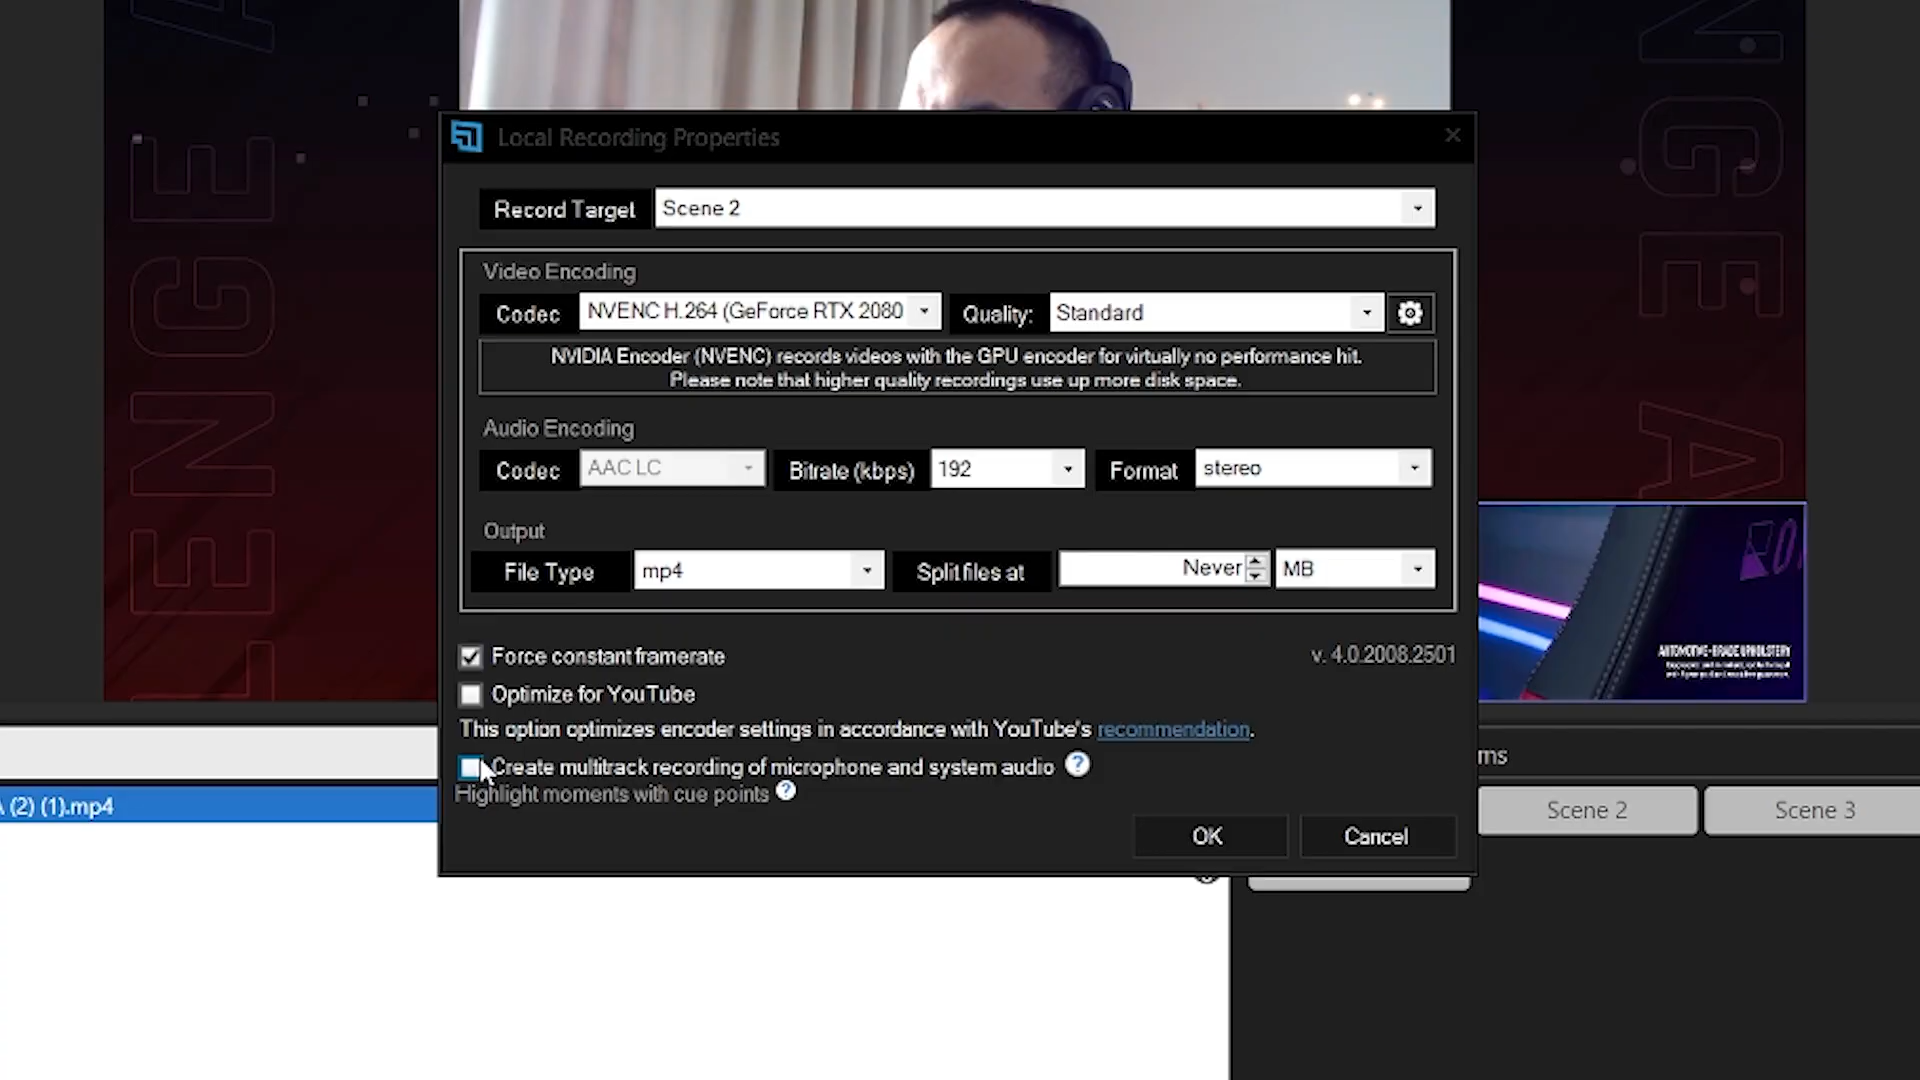 Local Recording Properties
Record Target Scene 2
Video Encoding
Codec NVENC H.264 (GeForce RTX 2080 Quality: Standard
NVIDIA Encoder (NVENC) records videos with the GPU encoder for virtually no performance hit.
Please note that higher quality recordings use up more disk space.
Audio Encoding
Codec AAC LC Bitrate (kbps) 192 Format stereo
Output
File Type mp4 Split files at Never MB
Force constant framerate v. 4.0.2008.2501
Optimize for YouTube
This option optimizes encoder settings in accordance with YouTube's recommendation.
Create multitrack recording of microphone and system audio ?
Highlight moments with cue points ?
OK Cancel
LENGE A
NGE A
AUTOMOTIVE-GRADE UPHOLSTERY
ms
A (2) (1).mp4
Scene 2 Scene 3